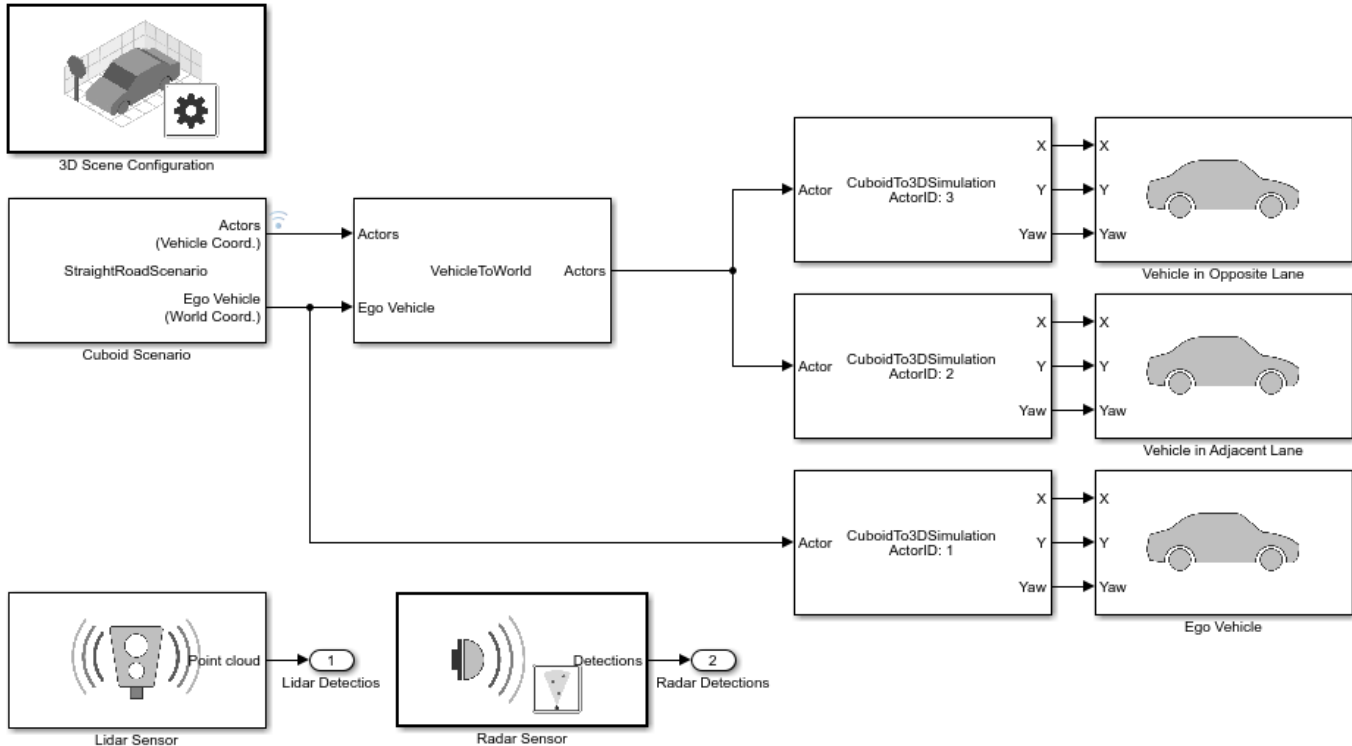 3D Scene Configuration
Actors
(Vehicle Coord.)
StraightRoadScenario
Ego Vehicle
(World Coord.)
Cuboid Scenario
Actors
VehicleToWorld
Actors
Ego Vehicle
Actor
CuboidTo3DSimulation
ActorID: 3
X
Y
Yaw
X
Y
Yaw
Vehicle in Opposite Lane
Actor
CuboidTo3DSimulation
ActorID: 2
X
Y
Yaw
X
Y
Yaw
Vehicle in Adjacent Lane
Actor
CuboidTo3DSimulation
ActorID: 1
X
Y
Yaw
X
Y
Yaw
Ego Vehicle
Point cloud
1
Lidar Detectios
Lidar Sensor
Detections
2
Radar Detections
Radar Sensor